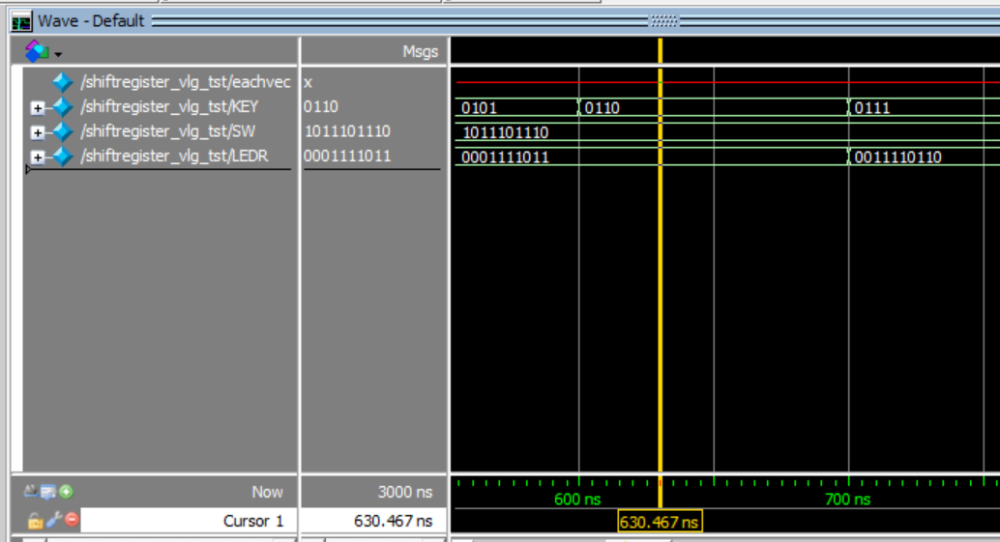 Wave - Default
Msgs
/shiftregister_vlg_tst/eachvec x
/shiftregister_vlg_tst/KEY 0110 0101 0110 0111
/shiftregister_vlg_tst/SW 1011101110 1011101110
/shiftregister_vlg_tst/LEDR 0001111011 0001111011 0011110110
Now 3000 ns 600 ns 700 ns
Cursor 1 630.467 ns 630.467 ns